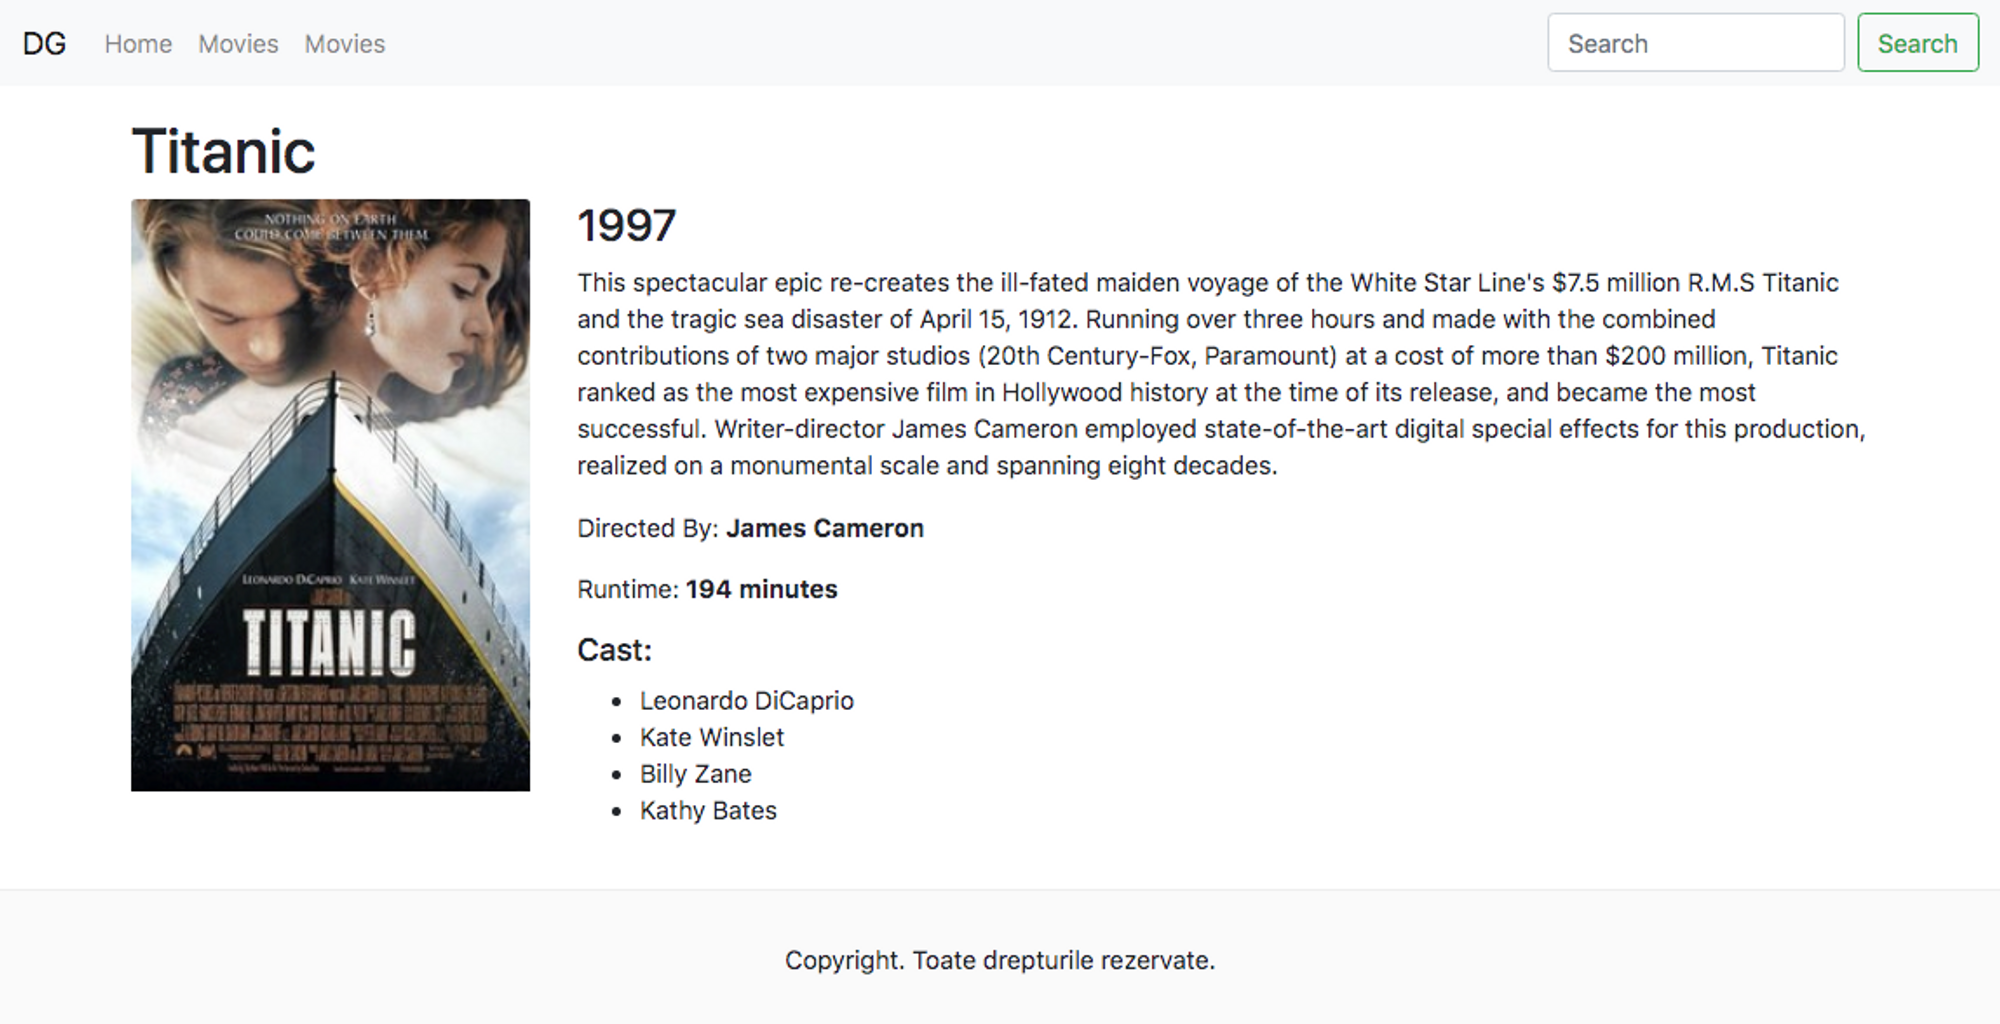 DG Home Movies Movies Search Search
Titanic
NOTHING ON EARTH
COULD COME BETWEEN THEM.
LEONARDO DICAPRIO KATE WINSLET
TITANIC
1997
This spectacular epic re-creates the ill-fated maiden voyage of the White Star Line's $7.5 million R.M.S Titanic
and the tragic sea disaster of April 15, 1912. Running over three hours and made with the combined
contributions of two major studios (20th Century-Fox, Paramount) at a cost of more than $200 million, Titanic
ranked as the most expensive film in Hollywood history at the time of its release, and became the most
successful. Writer-director James Cameron employed state-of-the-art digital special effects for this production,
realized on a monumental scale and spanning eight decades.
Directed By: James Cameron
Runtime: 194 minutes
Cast:
Leonardo DiCaprio
Kate Winslet
Billy Zane
Kathy Bates
Copyright. Toate drepturile rezervate.